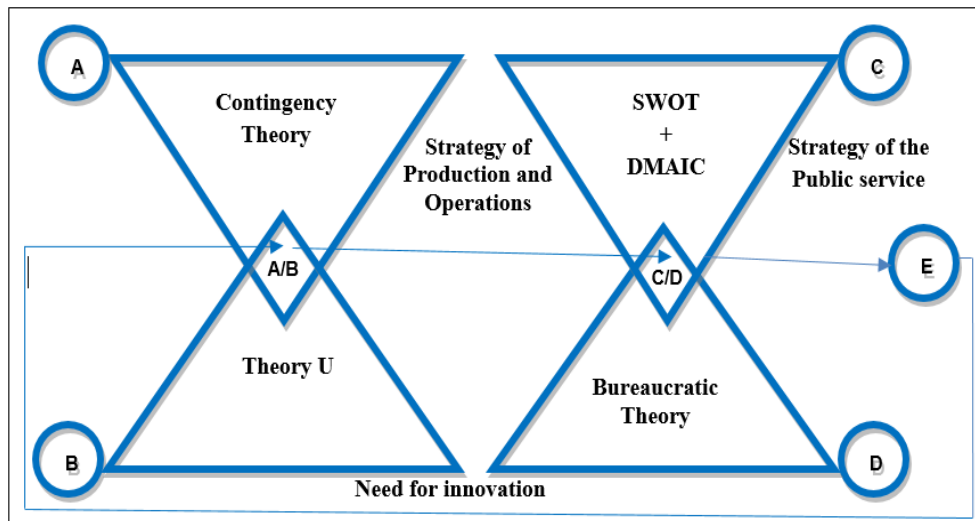 A
Contingency
Theory
Strategy of
Production and
Operations
SWOT
+
DMAIC
C
Strategy of the
Public service
A/B
C/D
E
Theory U
Bureaucratic
Theory
B
D
Need for innovation